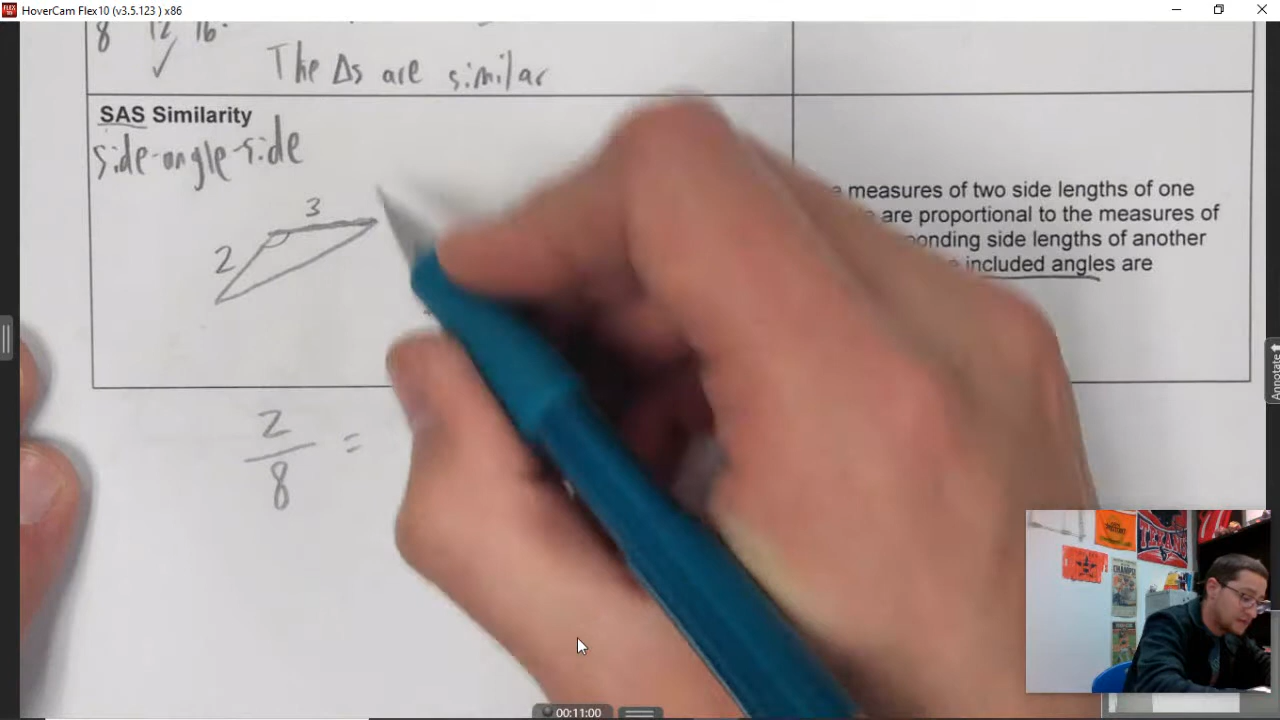 HoverCam Flex10 (v3.5.123 ) x86
8 12 16
✓
The Δs are similar
SAS Similarity
side-angle-side
3
2
measures of two side lengths of one
are proportional to the measures of
side lengths of another
included angles are
2
8
=
Annotate
TEXANS
00:11:00